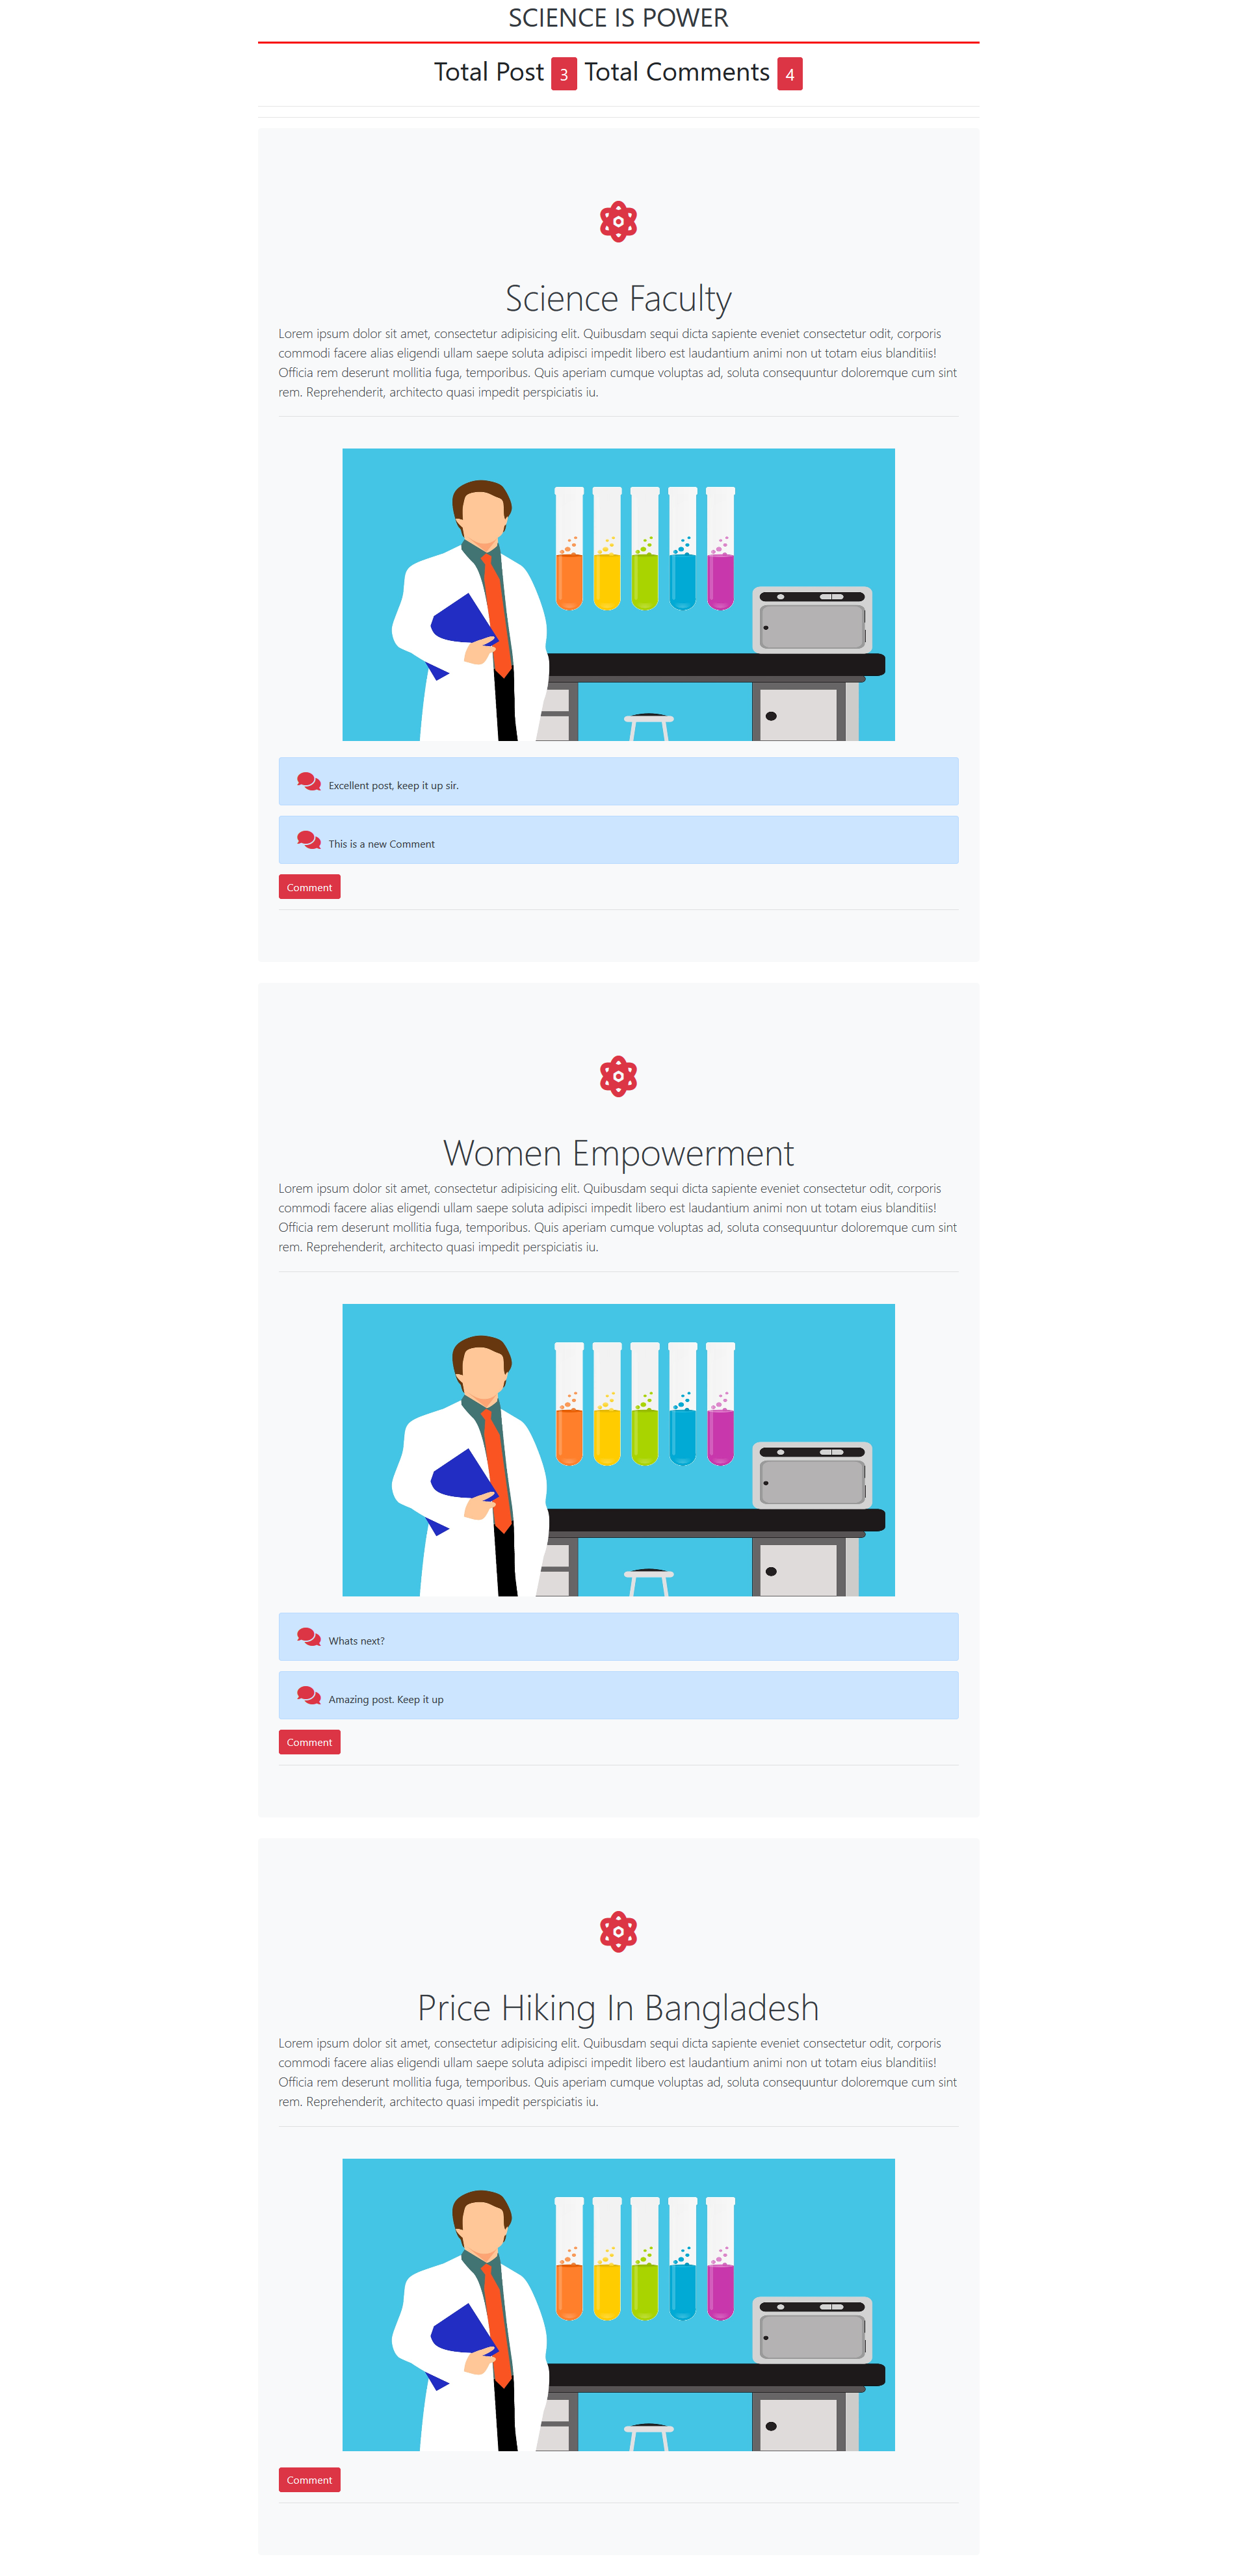 SCIENCE IS POWER
Total Post 3 Total Comments 4
Science Faculty
Lorem ipsum dolor sit amet, consectetur adipisicing elit. Quibusdam sequi dicta sapiente eveniet consectetur odit, corporis
commodi facere alias eligendi ullam saepe soluta adipisci impedit libero est laudantium animi non ut totam eius blanditiis!
Officia rem deserunt mollitia fuga, temporibus. Quis aperiam cumque voluptas ad, soluta consequuntur doloremque cum sint
rem. Reprehenderit, architecto quasi impedit perspiciatis iu.
Excellent post, keep it up sir.
This is a new Comment
Comment
Women Empowerment
Lorem ipsum dolor sit amet, consectetur adipisicing elit. Quibusdam sequi dicta sapiente eveniet consectetur odit, corporis
commodi facere alias eligendi ullam saepe soluta adipisci impedit libero est laudantium animi non ut totam eius blanditiis!
Officia rem deserunt mollitia fuga, temporibus. Quis aperiam cumque voluptas ad, soluta consequuntur doloremque cum sint
rem. Reprehenderit, architecto quasi impedit perspiciatis iu.
Whats next?
Amazing post. Keep it up
Comment
Price Hiking In Bangladesh
Lorem ipsum dolor sit amet, consectetur adipisicing elit. Quibusdam sequi dicta sapiente eveniet consectetur odit, corporis
commodi facere alias eligendi ullam saepe soluta adipisci impedit libero est laudantium animi non ut totam eius blanditiis!
Officia rem deserunt mollitia fuga, temporibus. Quis aperiam cumque voluptas ad, soluta consequuntur doloremque cum sint
rem. Reprehenderit, architecto quasi impedit perspiciatis iu.
Comment